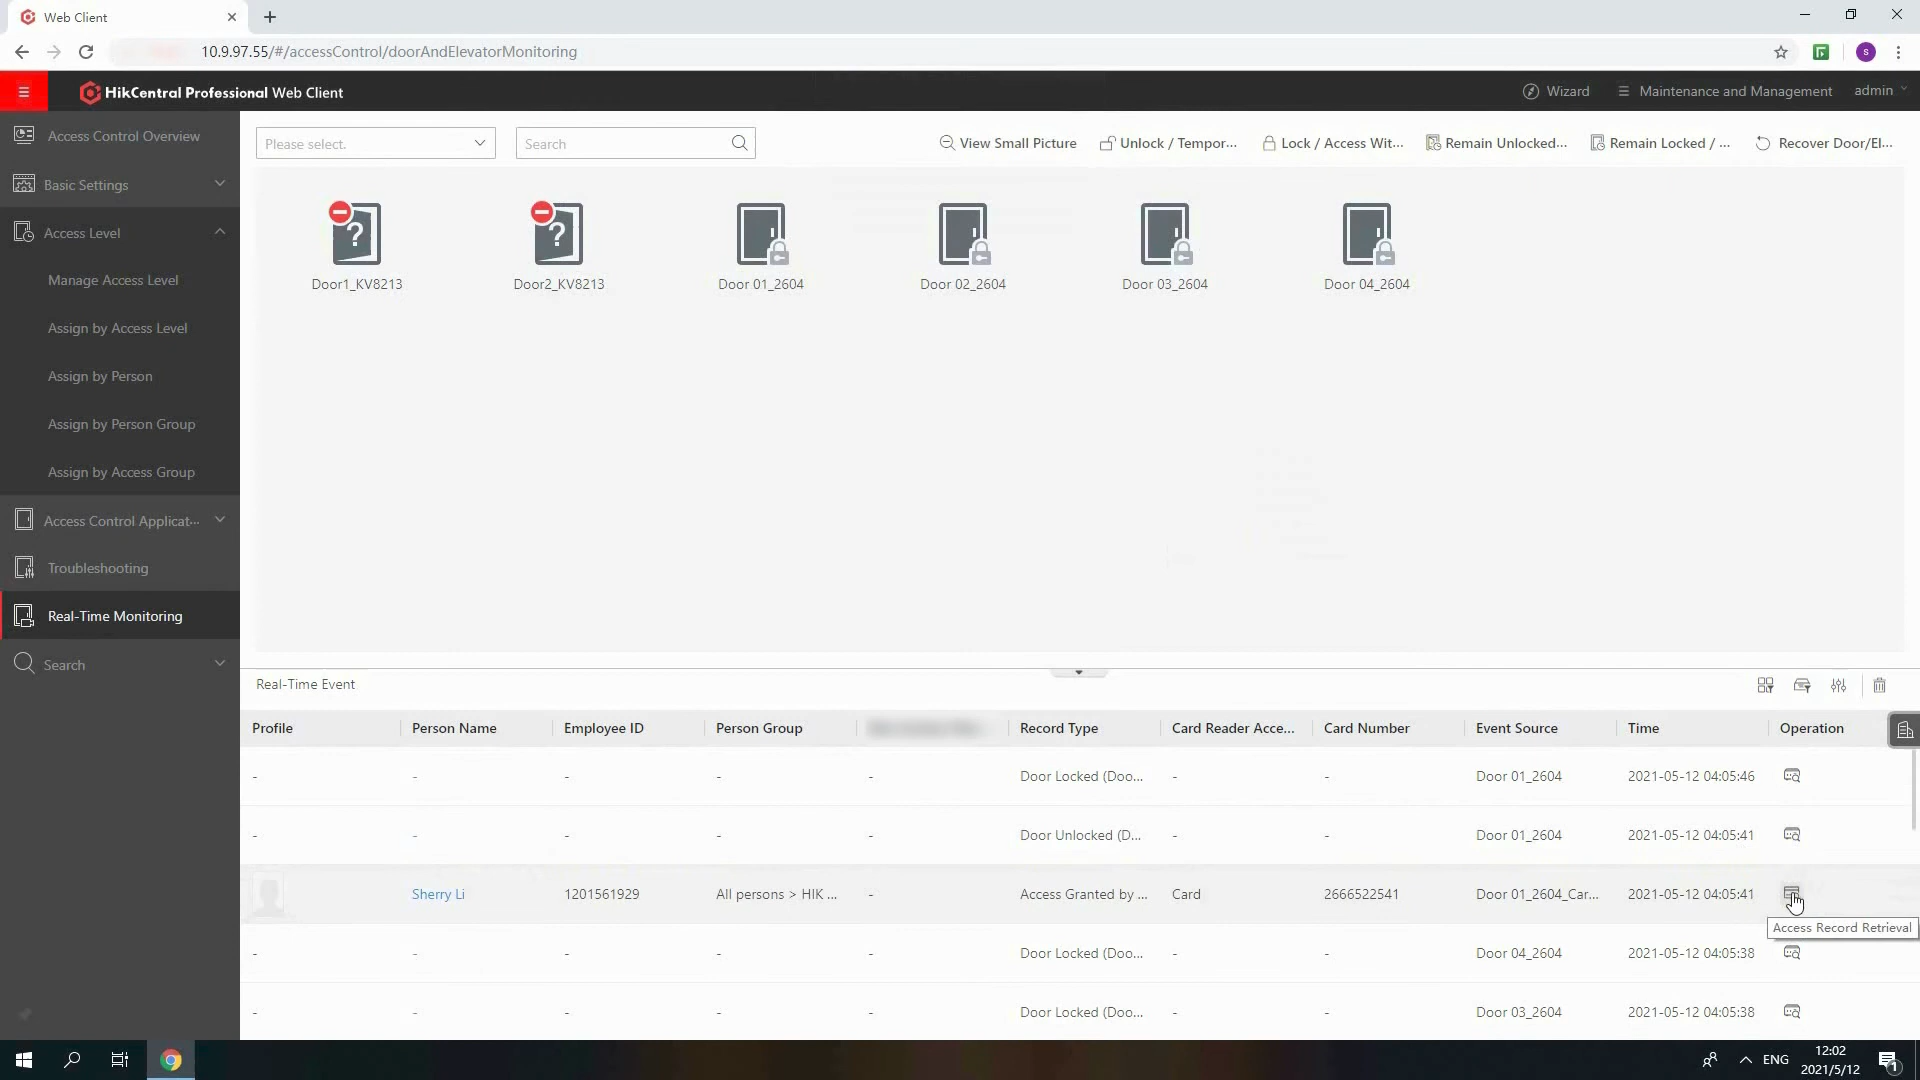 Web Client
10.9.97.55/#/accessControl/doorAndElevatorMonitoring
S
HikCentral Professional Web Client
Wizard
Maintenance and Management
admin
Access Control Overview
Basic Settings
Access Level
Manage Access Level
Assign by Access Level
Assign by Person
Assign by Person Group
Assign by Access Group
Access Control Applicat...
Troubleshooting
Real-Time Monitoring
Search
Please select.
Search
View Small Picture
Unlock / Tempor...
Lock / Access Wit...
Remain Unlocked...
Remain Locked / ...
Recover Door/El...
? ?
Door1_KV8213 Door2_KV8213 Door 01_2604 Door 02_2604 Door 03_2604 Door 04_2604
Real-Time Event
Profile Person Name Employee ID Person Group Record Type Card Reader Acce... Card Number Event Source Time Operation
- - - - - Door Locked (Doo... - - Door 01_2604 2021-05-12 04:05:46
- - - - - Door Unlocked (D... - - Door 01_2604 2021-05-12 04:05:41
Sherry Li 1201561929 All persons > HIK ... - Access Granted by ... Card 2666522541 Door 01_2604_Car... 2021-05-12 04:05:41
Access Record Retrieval
- - - - - Door Locked (Doo... - - Door 04_2604 2021-05-12 04:05:38
- - - - - Door Locked (Doo... - - Door 03_2604 2021-05-12 04:05:38
ENG
12:02
2021/5/12
1